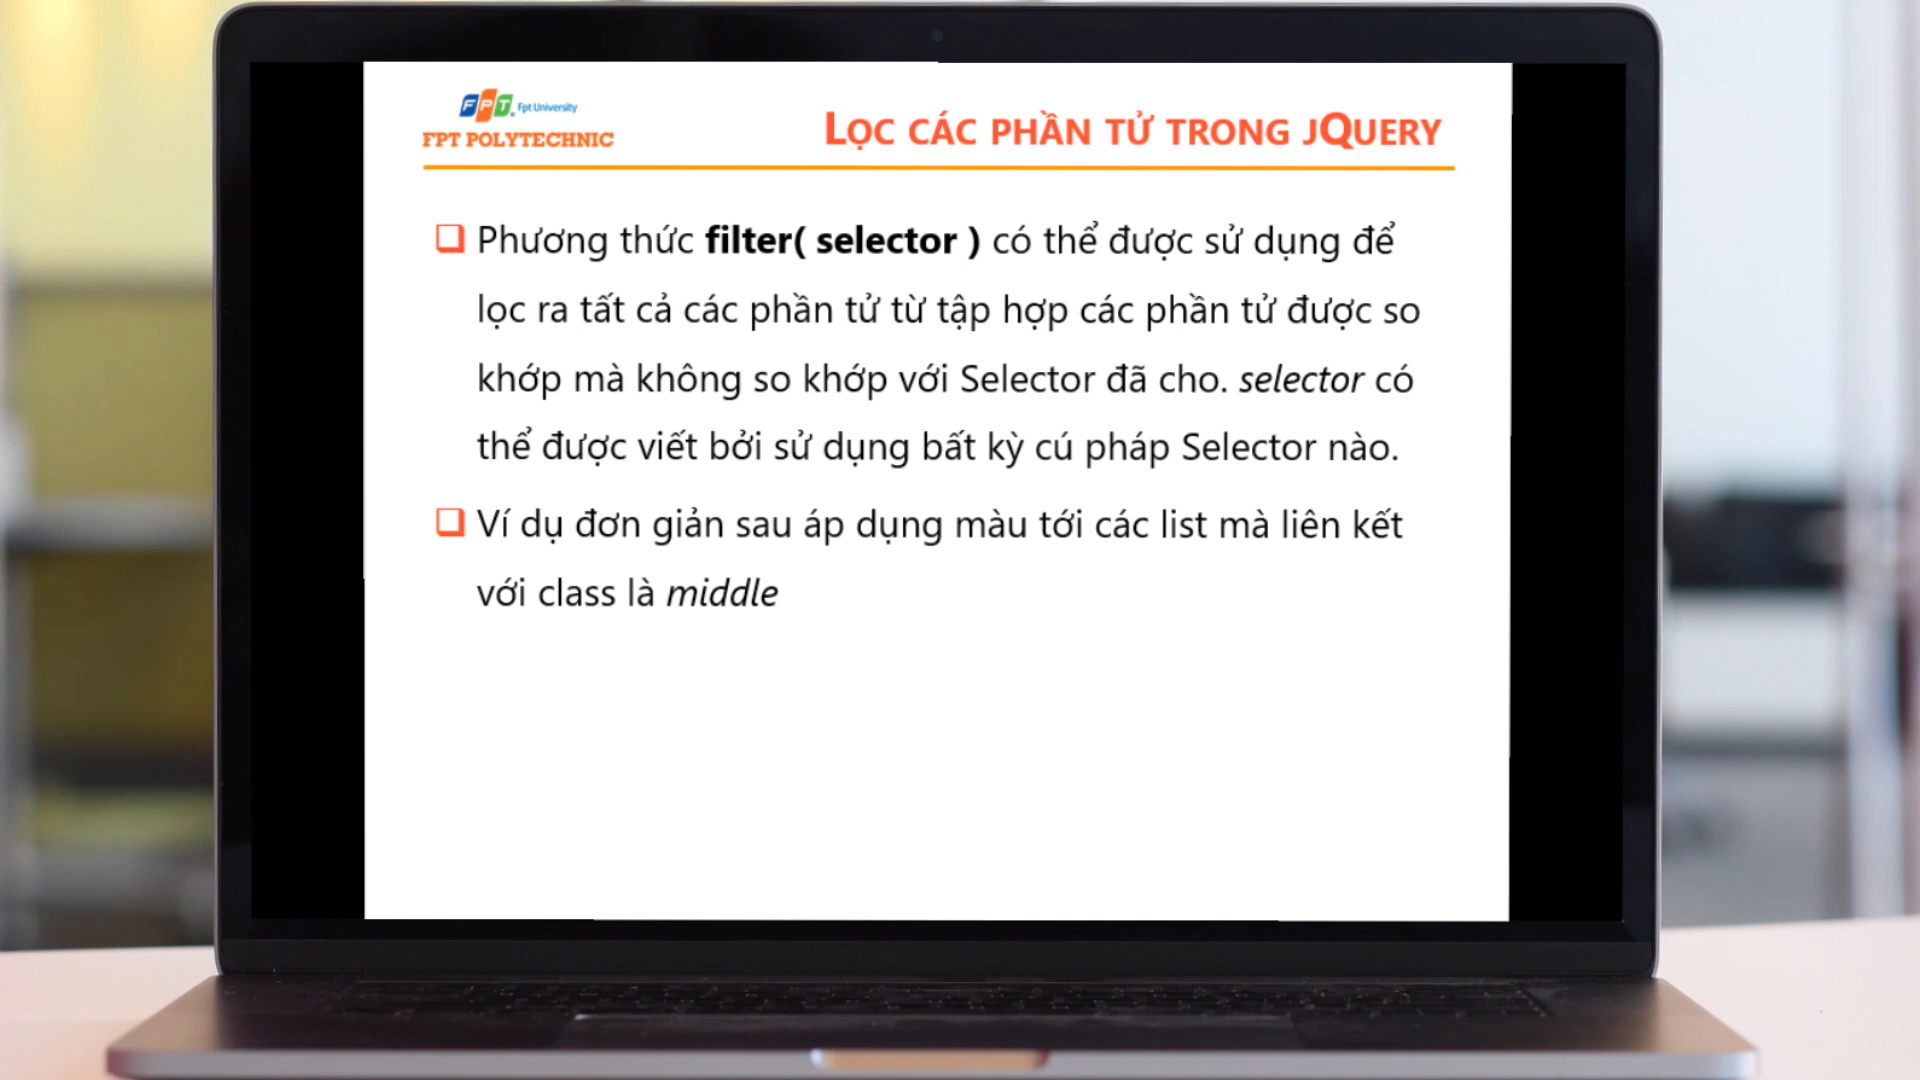 FPT. Fpt University
FPT POLYTECHNIC
LỌC CÁC PHẦN TỬ TRONG JQUERY
Phương thức filter( selector ) có thể được sử dụng để
lọc ra tất cả các phần tử từ tập hợp các phần tử được so
khớp mà không so khớp với Selector đã cho. selector có
thể được viết bởi sử dụng bất kỳ cú pháp Selector nào.
Ví dụ đơn giản sau áp dụng màu tới các list mà liên kết
với class là middle